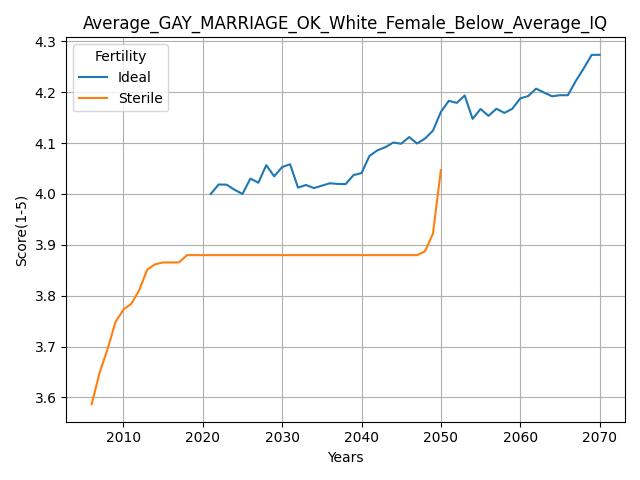 Average_GAY_MARRIAGE_OK_White_Female_Below_Average_IQ
Fertility
Ideal
Sterile
Score(1-5)
4.3
4.2
4.1
4.0
3.9
3.8
3.7
3.6
2010 2020 2030 2040 2050 2060 2070
Years